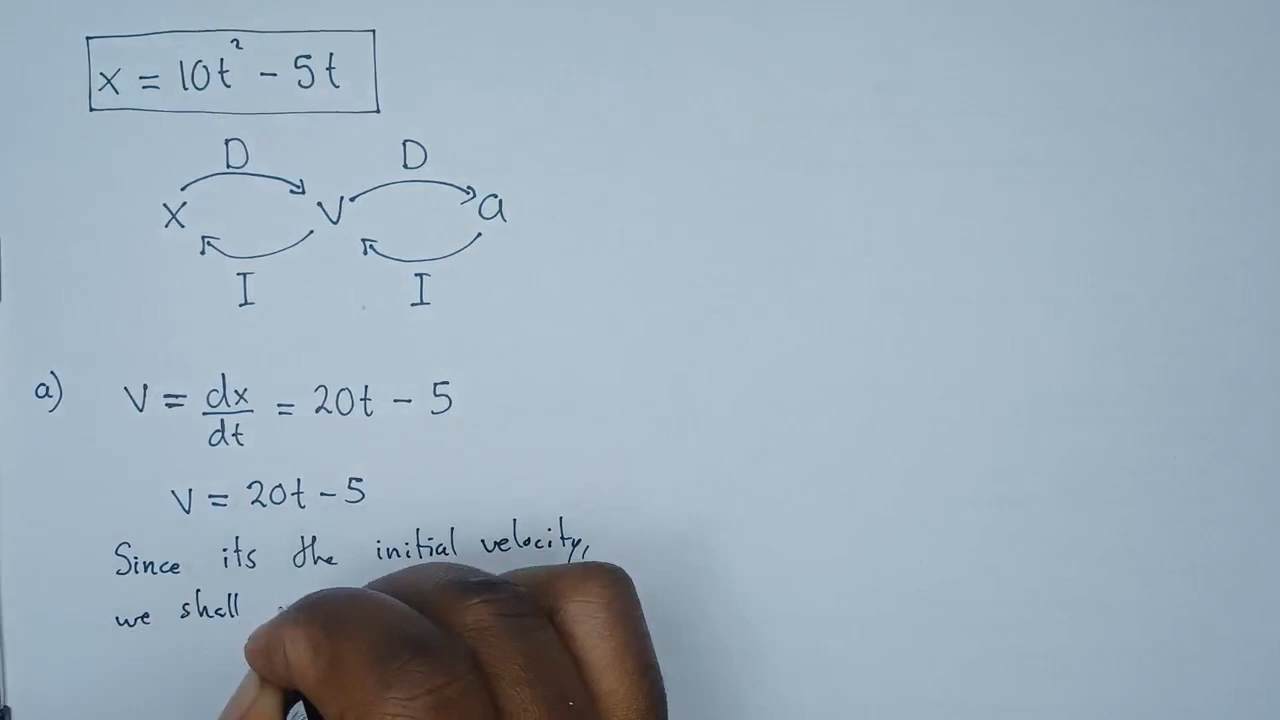 x = 10t² - 5t
D D
x v a
I I
a) v = dx/dt = 20t - 5
v = 20t - 5
Since its the initial velocity,
we shall